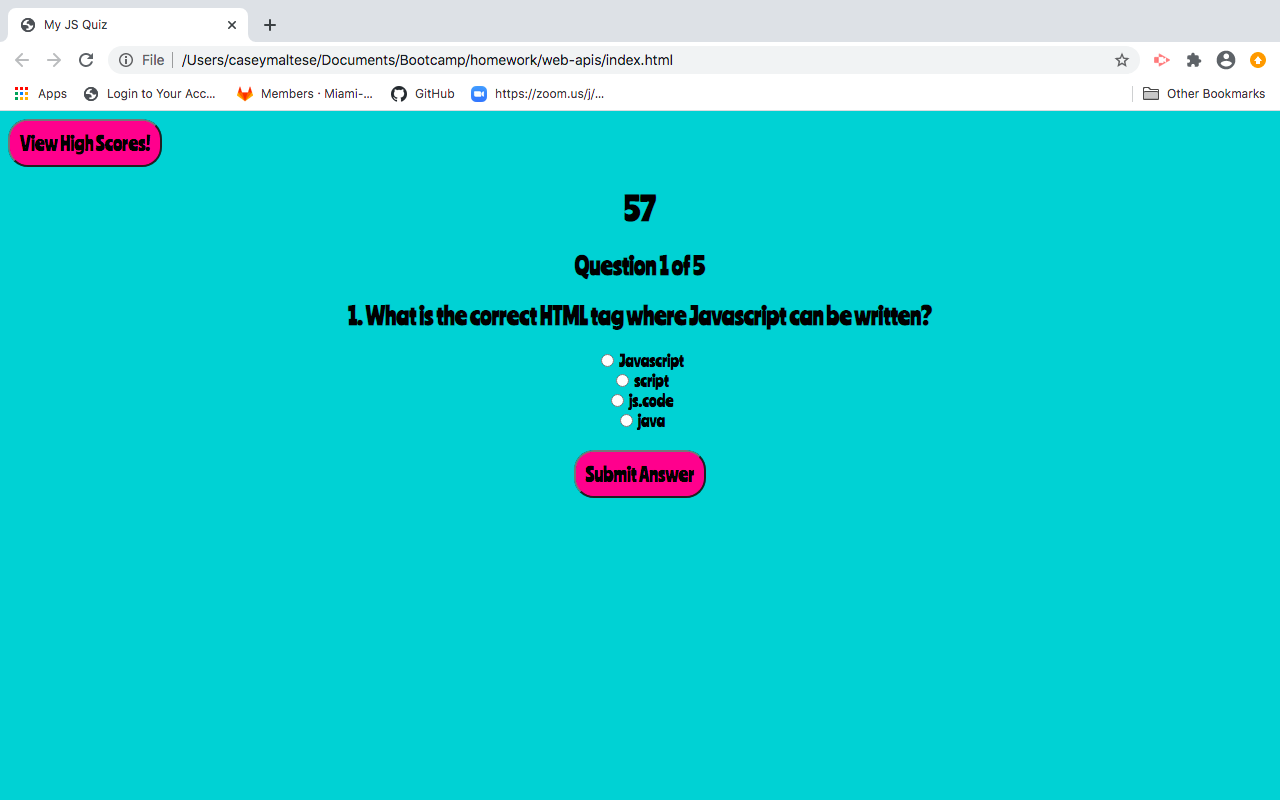 My JS Quiz
File /Users/caseymaltese/Documents/Bootcamp/homework/web-apis/index.html
Apps Login to Your Acc... Members · Miami-... GitHub https://zoom.us/j/... Other Bookmarks
View High Scores!
57
Question 1 of 5
1. What is the correct HTML tag where Javascript can be written?
Javascript
script
js.code
java
Submit Answer